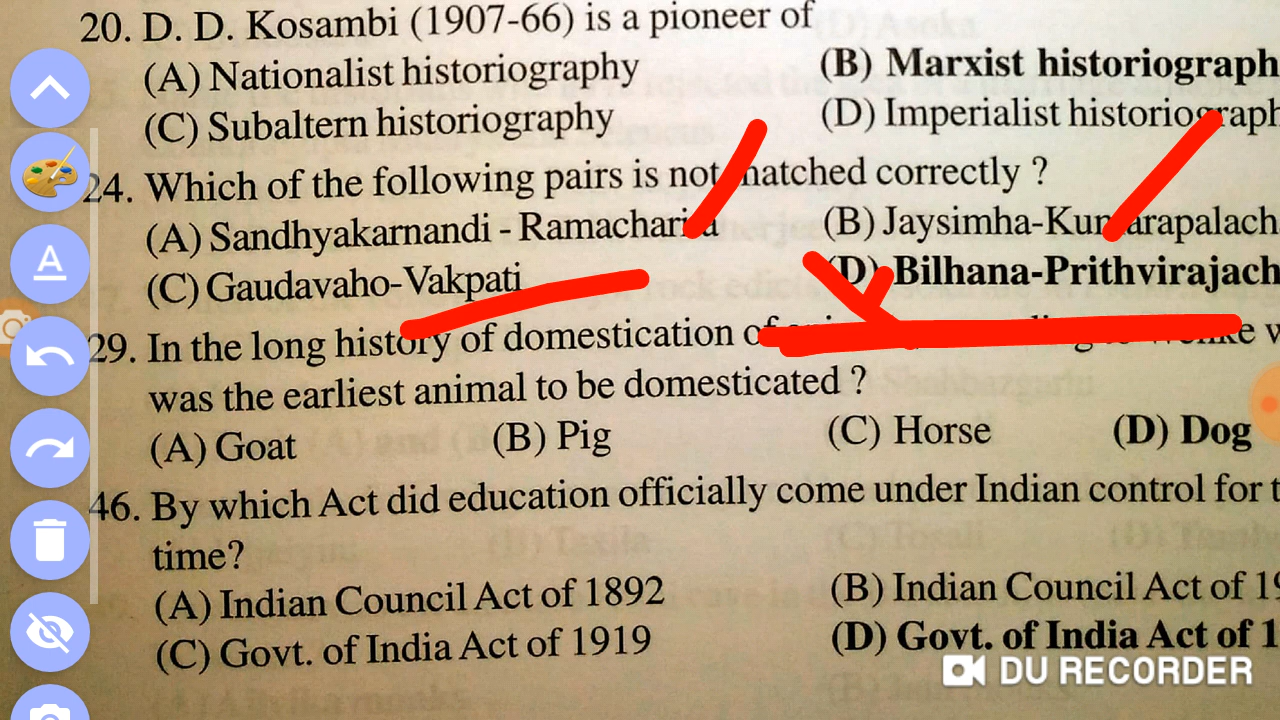 20. D. D. Kosambi (1907-66) is a pioneer of
(A) Nationalist historiography (B) Marxist historiograph
(C) Subaltern historiography (D) Imperialist historiograph
24. Which of the following pairs is not matched correctly ?
(A) Sandhyakarnandi - Ramacharita (B) Jaysimha-Kumarapalach
(C) Gaudavaho-Vakpati (D) Bilhana-Prithvirajach
29. In the long history of domestication of
was the earliest animal to be domesticated ?
(A) Goat (B) Pig (C) Horse (D) Dog
46. By which Act did education officially come under Indian control for t
time?
(A) Indian Council Act of 1892 (B) Indian Council Act of 19
(C) Govt. of India Act of 1919 (D) Govt. of India Act of 1
DU RECORDER